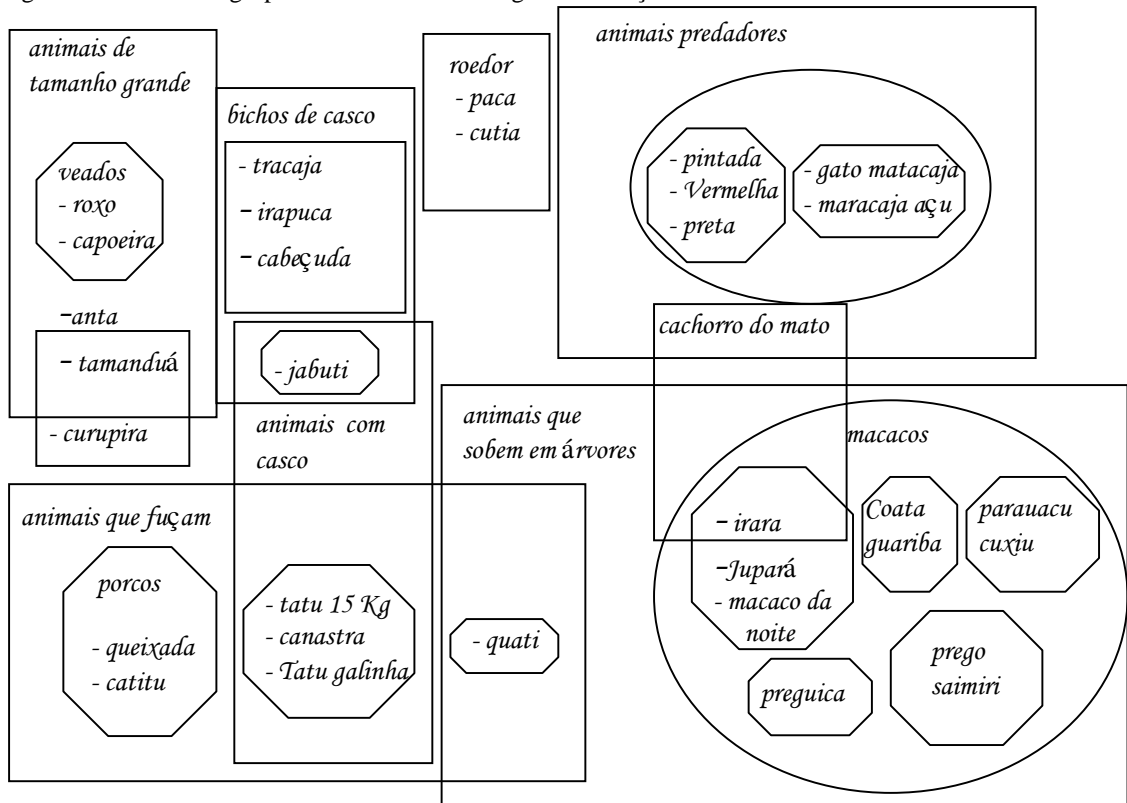 animais de
tamanho grande
veados
- roxo
- capoeira
-anta
- tamanduá
- curupira
bichos de casco
- tracaja
- irapuca
- cabeçuda
- jabuti
animais com
casco
roedor
- paca
- cutia
animais predadores
- pintada
- Vermelha
- preta
- gato matacaja
- maracaja açu
cachorro do mato
animais que
sobem em árvores
macacos
- irara
-Jupará
- macaco da
noite
Coata
guariba
parauacu
cuxiu
preguica
prego
saimiri
animais que fuçam
porcos
- queixada
- catitu
- tatu 15 Kg
- canastra
- Tatu galinha
- quati